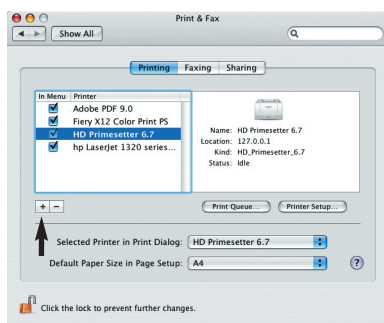 Print & Fax
Show All
Printing Faxing Sharing
In Menu Printer
Adobe PDF 9.0
Fiery X12 Color Print PS
HD Primesetter 6.7
hp LaserJet 1320 series...
Name: HD Primesetter 6.7
Location: 127.0.0.1
Kind: HD_Primesetter_6.7
Status: Idle
+ −
Print Queue... Printer Setup...
Selected Printer in Print Dialog: HD Primesetter 6.7
Default Paper Size in Page Setup: A4
?
Click the lock to prevent further changes.